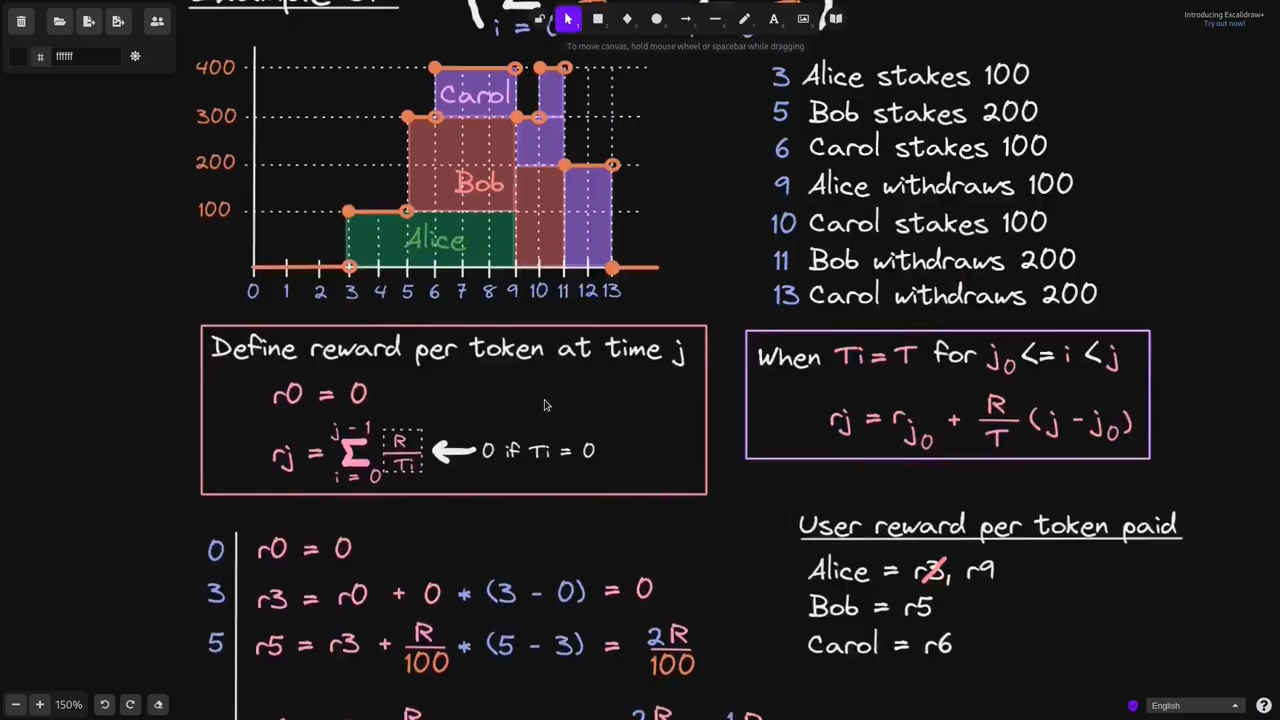 Introducing Excalidraw+
Try out now!
# ffffff
A
To move canvas, hold mouse wheel or spacebar while dragging
i =
400
300
200
100
Carol
Bob
Alice
0 1 2 3 4 5 6 7 8 9 10 11 12 13
3 Alice stakes 100
5 Bob stakes 200
6 Carol stakes 100
9 Alice withdraws 100
10 Carol stakes 100
11 Bob withdraws 200
13 Carol withdraws 200
Define reward per token at time j
r0 = 0
rj = j-1 Σ i = 0 R / Ti ← 0 if Ti = 0
When Ti = T for j0 <= i < j
rj = rj0 + R / T (j - j0)
0 r0 = 0
3 r3 = r0 + 0 * (3 - 0) = 0
5 r5 = r3 + R / 100 * (5 - 3) = 2R / 100
User reward per token paid
Alice = r3, r9
Bob = r5
Carol = r6
R 2R 1R
150%
English